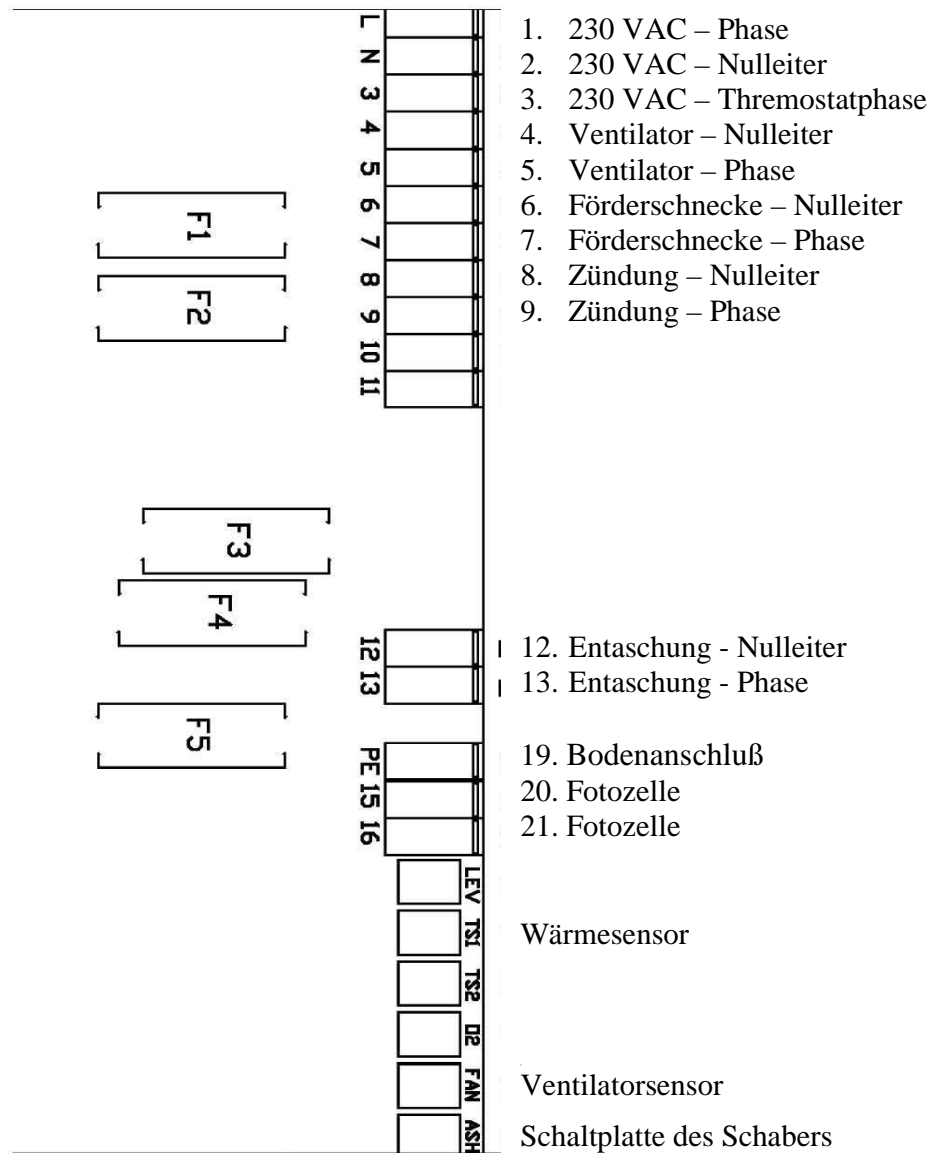 L 1. 230 VAC – Phase
N 2. 230 VAC – Nulleiter
3 3. 230 VAC – Thremostatphase
4 4. Ventilator – Nulleiter
5 5. Ventilator – Phase
6 6. Förderschnecke – Nulleiter
7 7. Förderschnecke – Phase
8 8. Zündung – Nulleiter
9 9. Zündung – Phase
10
11
F1
F2
F3
F4
F5
12 12. Entaschung - Nulleiter
13 13. Entaschung - Phase
PE 19. Bodenanschluß
15 20. Fotozelle
16 21. Fotozelle
LEV
TS1 Wärmesensor
TS2
O2
FAN Ventilatorsensor
ASH Schaltplatte des Schabers